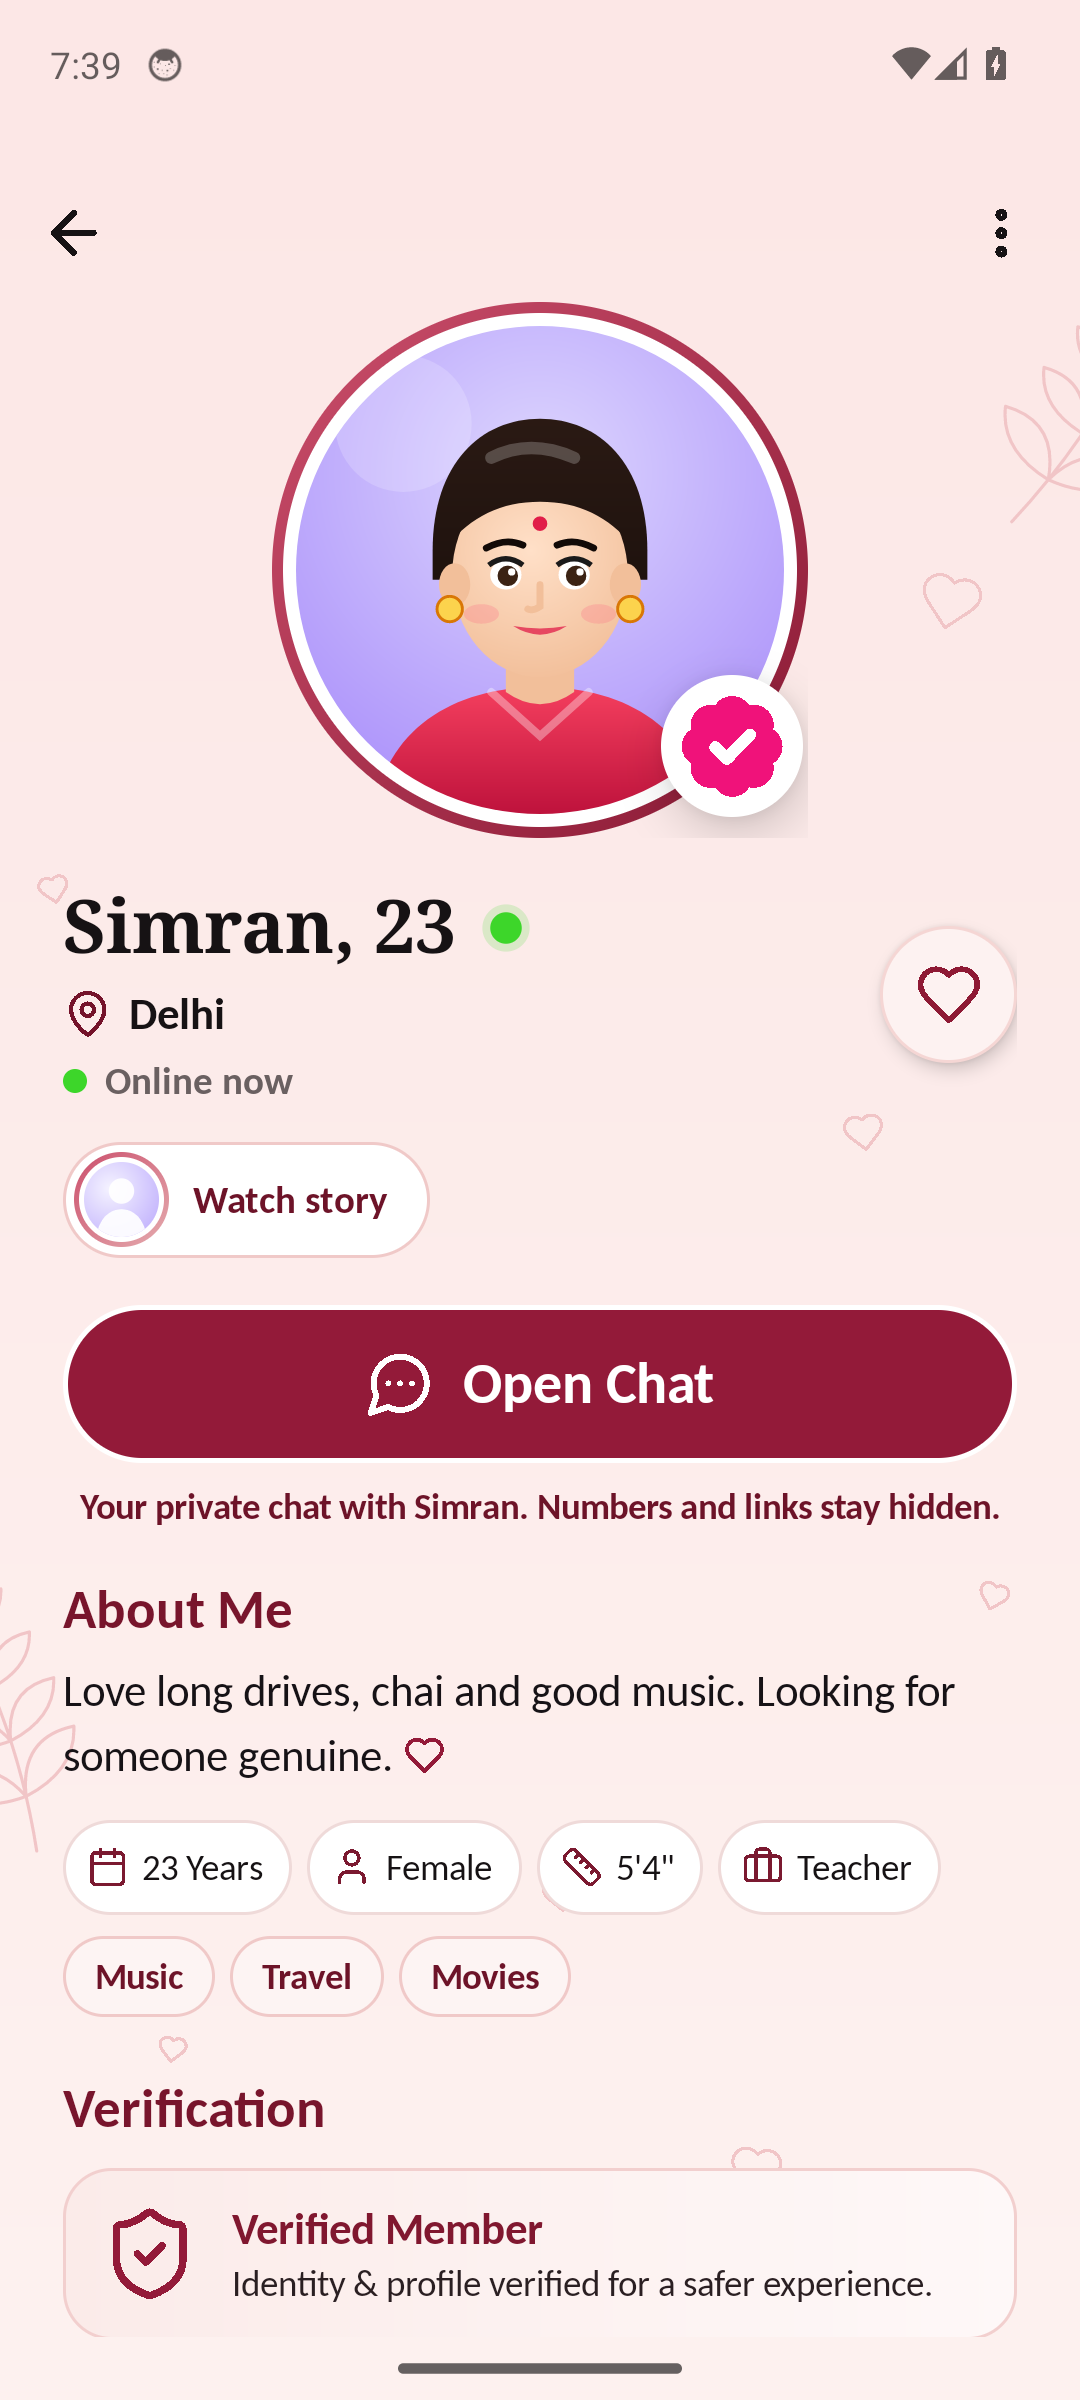 7:39
Simran, 23
Delhi
Online now
Watch story
Open Chat
Your private chat with Simran. Numbers and links stay hidden.
About Me
Love long drives, chai and good music. Looking for
someone genuine.
23 Years
Female
5'4"
Teacher
Music
Travel
Movies
Verification
Verified Member
Identity & profile verified for a safer experience.